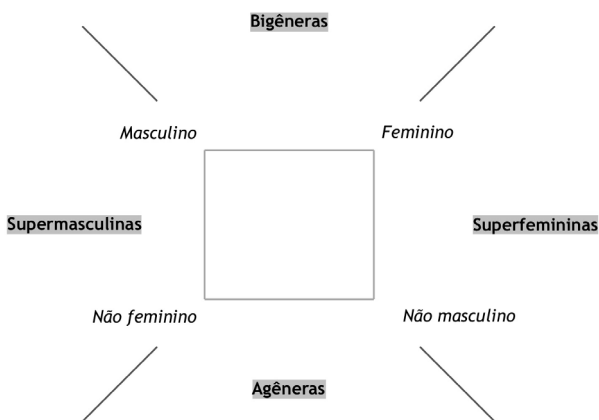 Bigêneras
Masculino
Feminino
Supermasculinas
Superfemininas
Não feminino
Não masculino
Agêneras